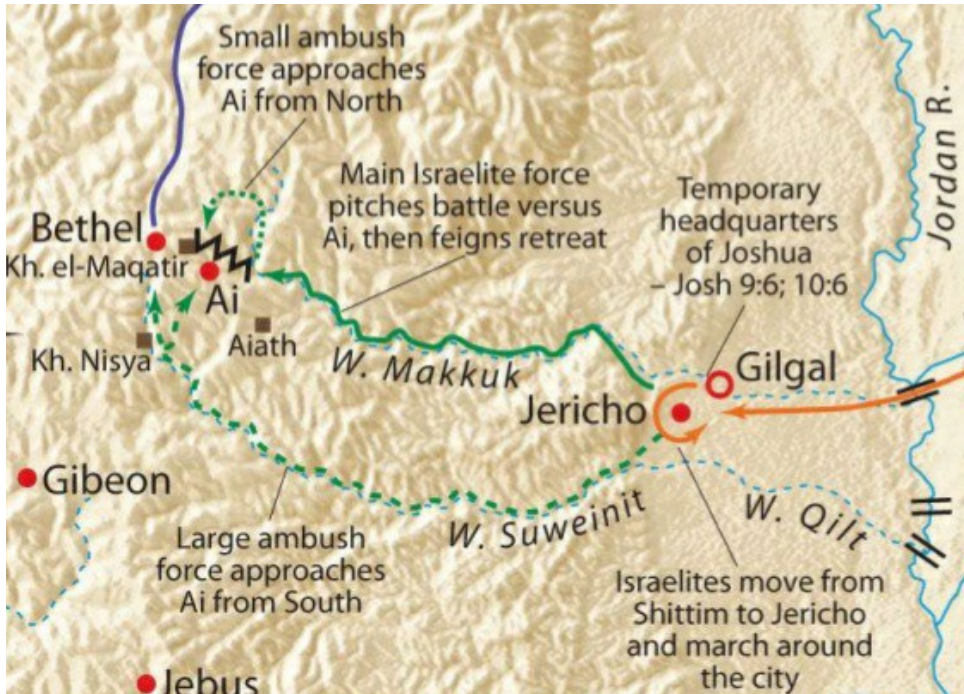 Small ambush
force approaches
Ai from North
Main Israelite force
pitches battle versus
Ai, then feigns retreat
Temporary
headquarters
of Joshua
– Josh 9:6; 10:6
Jordan R.
Bethel
Kh. el-Maqatir
Ai
Kh. Nisya
Aiath
W. Makkuk
Gilgal
Jericho
Gibeon
W. Suweinit
W. Qilt
Large ambush
force approaches
Ai from South
Israelites move from
Shittim to Jericho
and march around
the city
Jebus